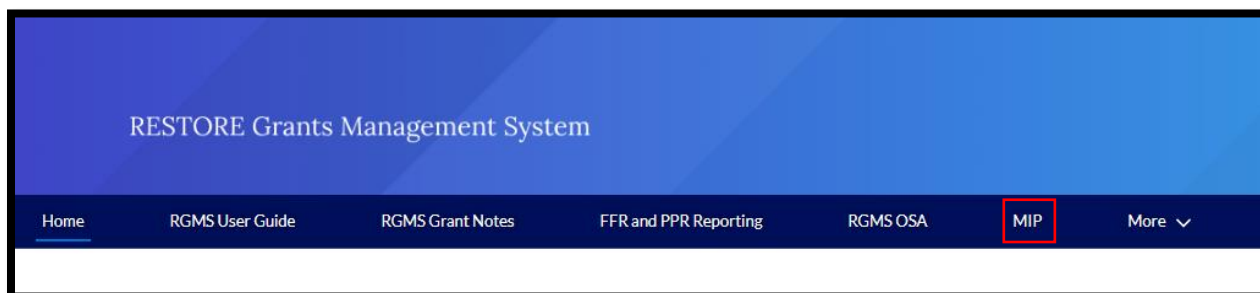 RESTORE Grants Management System
Home RGMS User Guide RGMS Grant Notes FFR and PPR Reporting RGMS OSA MIP More